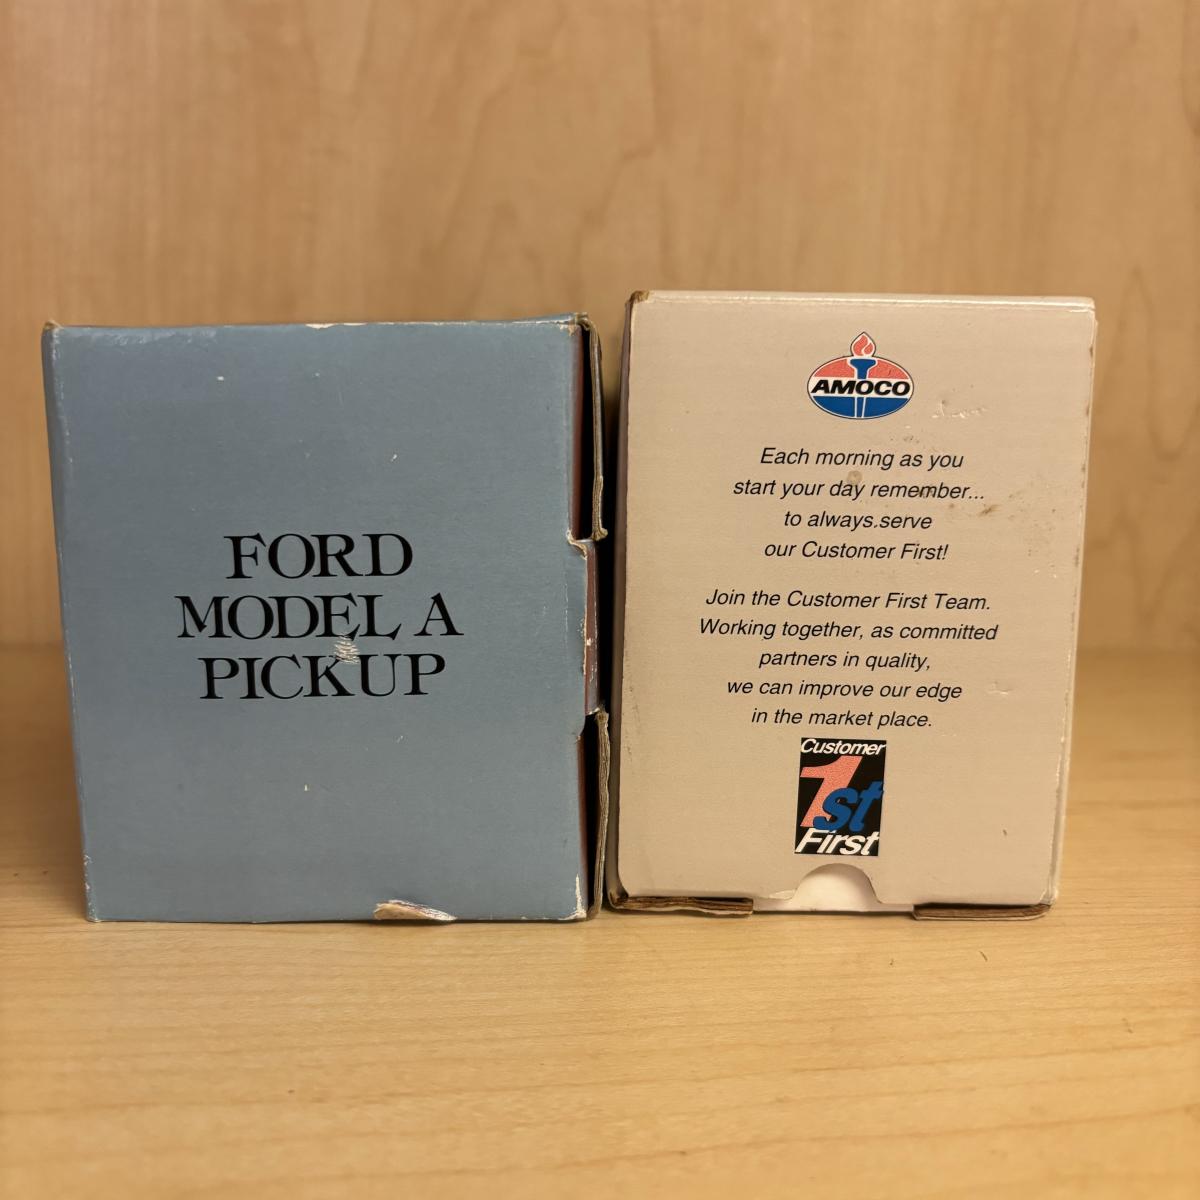 FORD
MODEL A
PICKUP
AMOCO
Each morning as you
start your day remember...
to always.serve
our Customer First!
Join the Customer First Team.
Working together, as committed
partners in quality,
we can improve our edge
in the market place.
Customer
1st
First